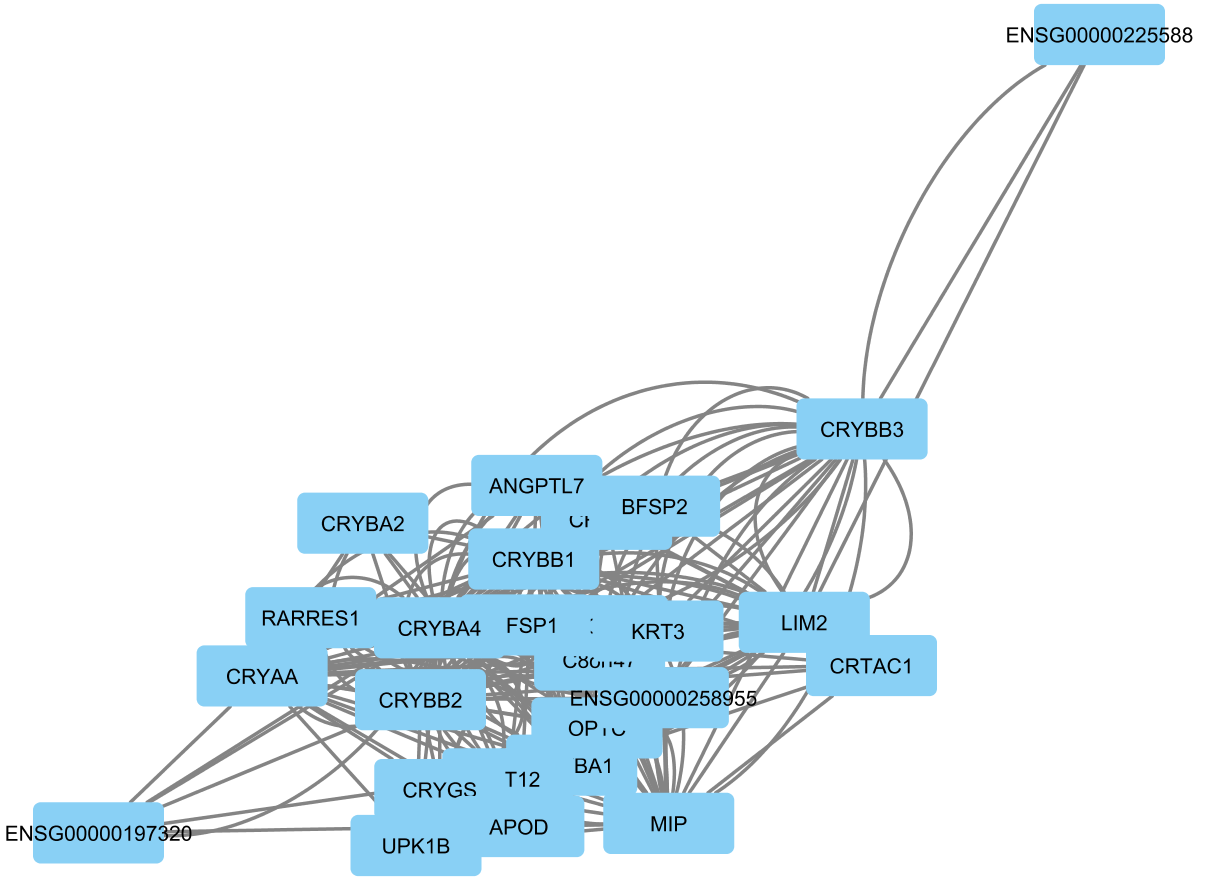 ENSG00000225588
CRYBB3
ANGPTL7
BFSP2
CRYBA2
CRYBB1
RARRES1
CRYBA4
FSP1
KRT3
LIM2
CRTAC1
CRYAA
CRYBB2
ENSG00000258955
BA1
T12
CRYGS
MIP
APOD
ENSG00000197320
UPK1B